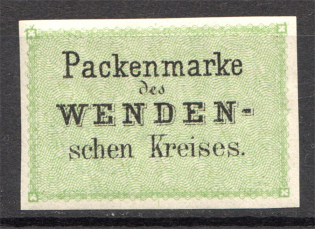 Packenmarke
des
WENDEN-
schen Kreises.